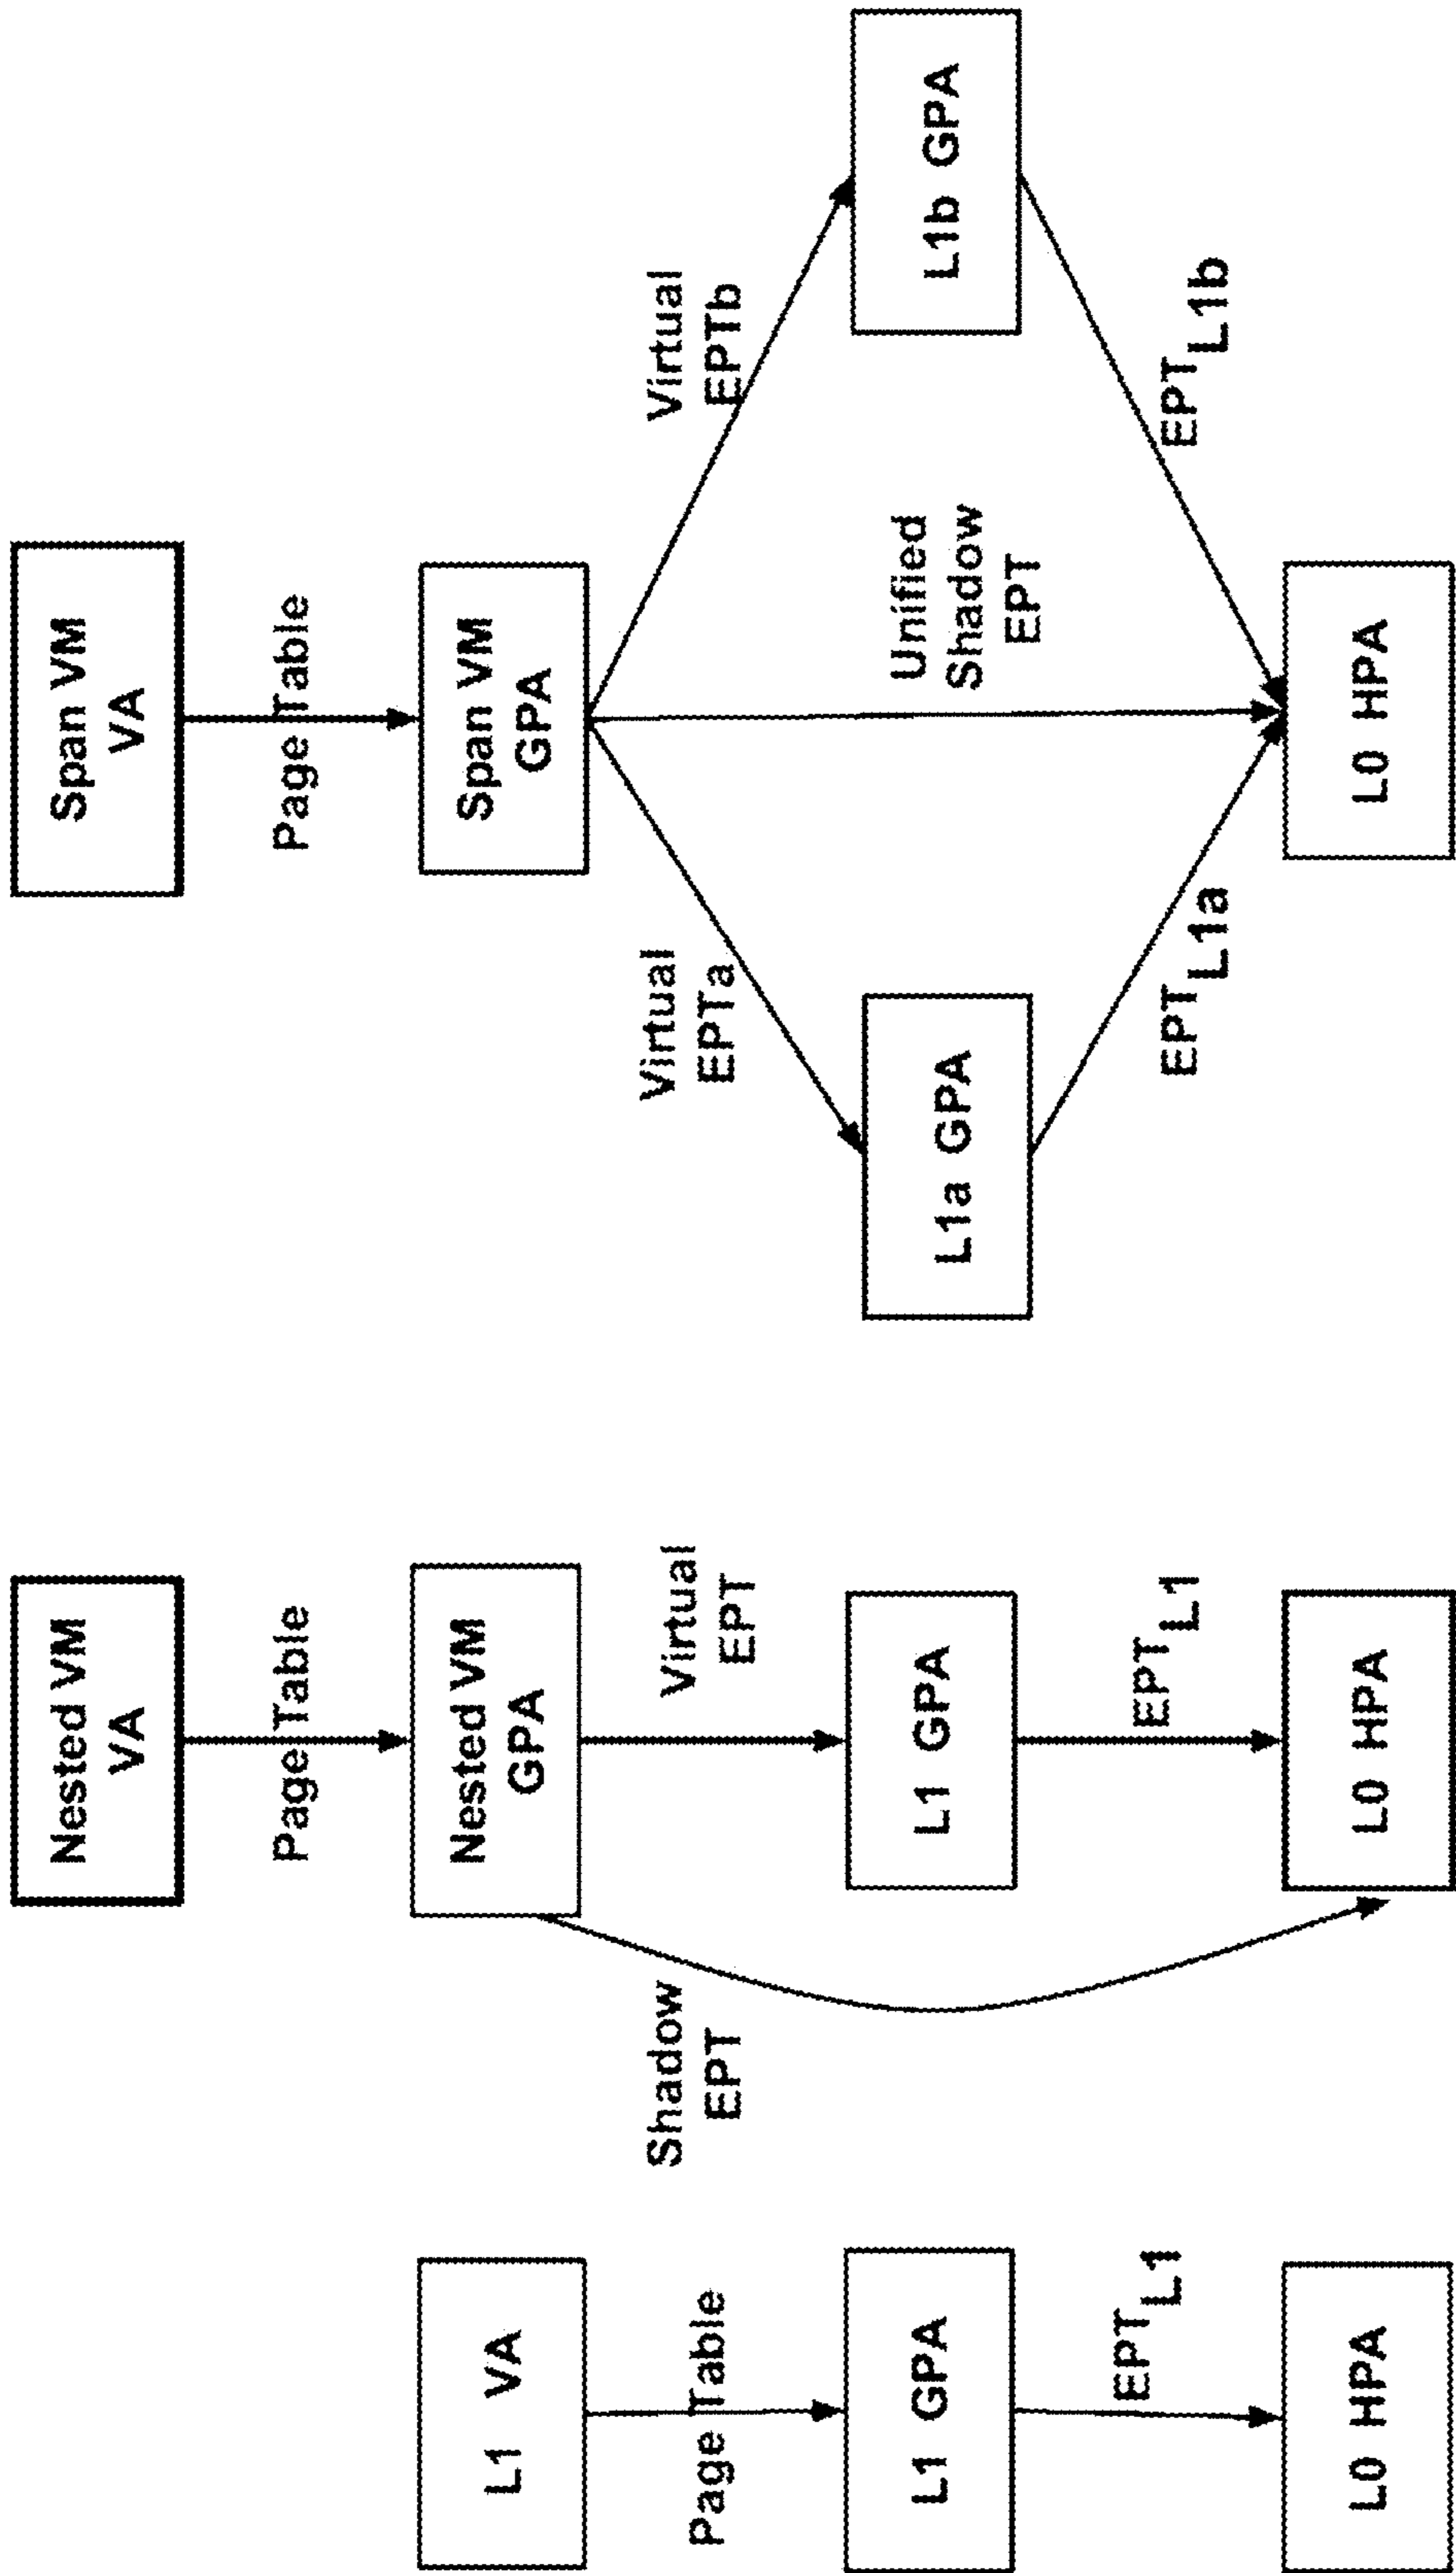 L1 VA
Page Table
L1 GPA
EPT L1
L0 HPA
Nested VM
VA
Page Table
Nested VM
GPA
Shadow
EPT
Virtual
EPT
L1 GPA
EPT L1
L0 HPA
Span VM
VA
Page Table
Span VM
GPA
Virtual
EPTa
Virtual
EPTb
L1a GPA
Unified
Shadow
EPT
L1b GPA
EPT L1a
EPT L1b
L0 HPA